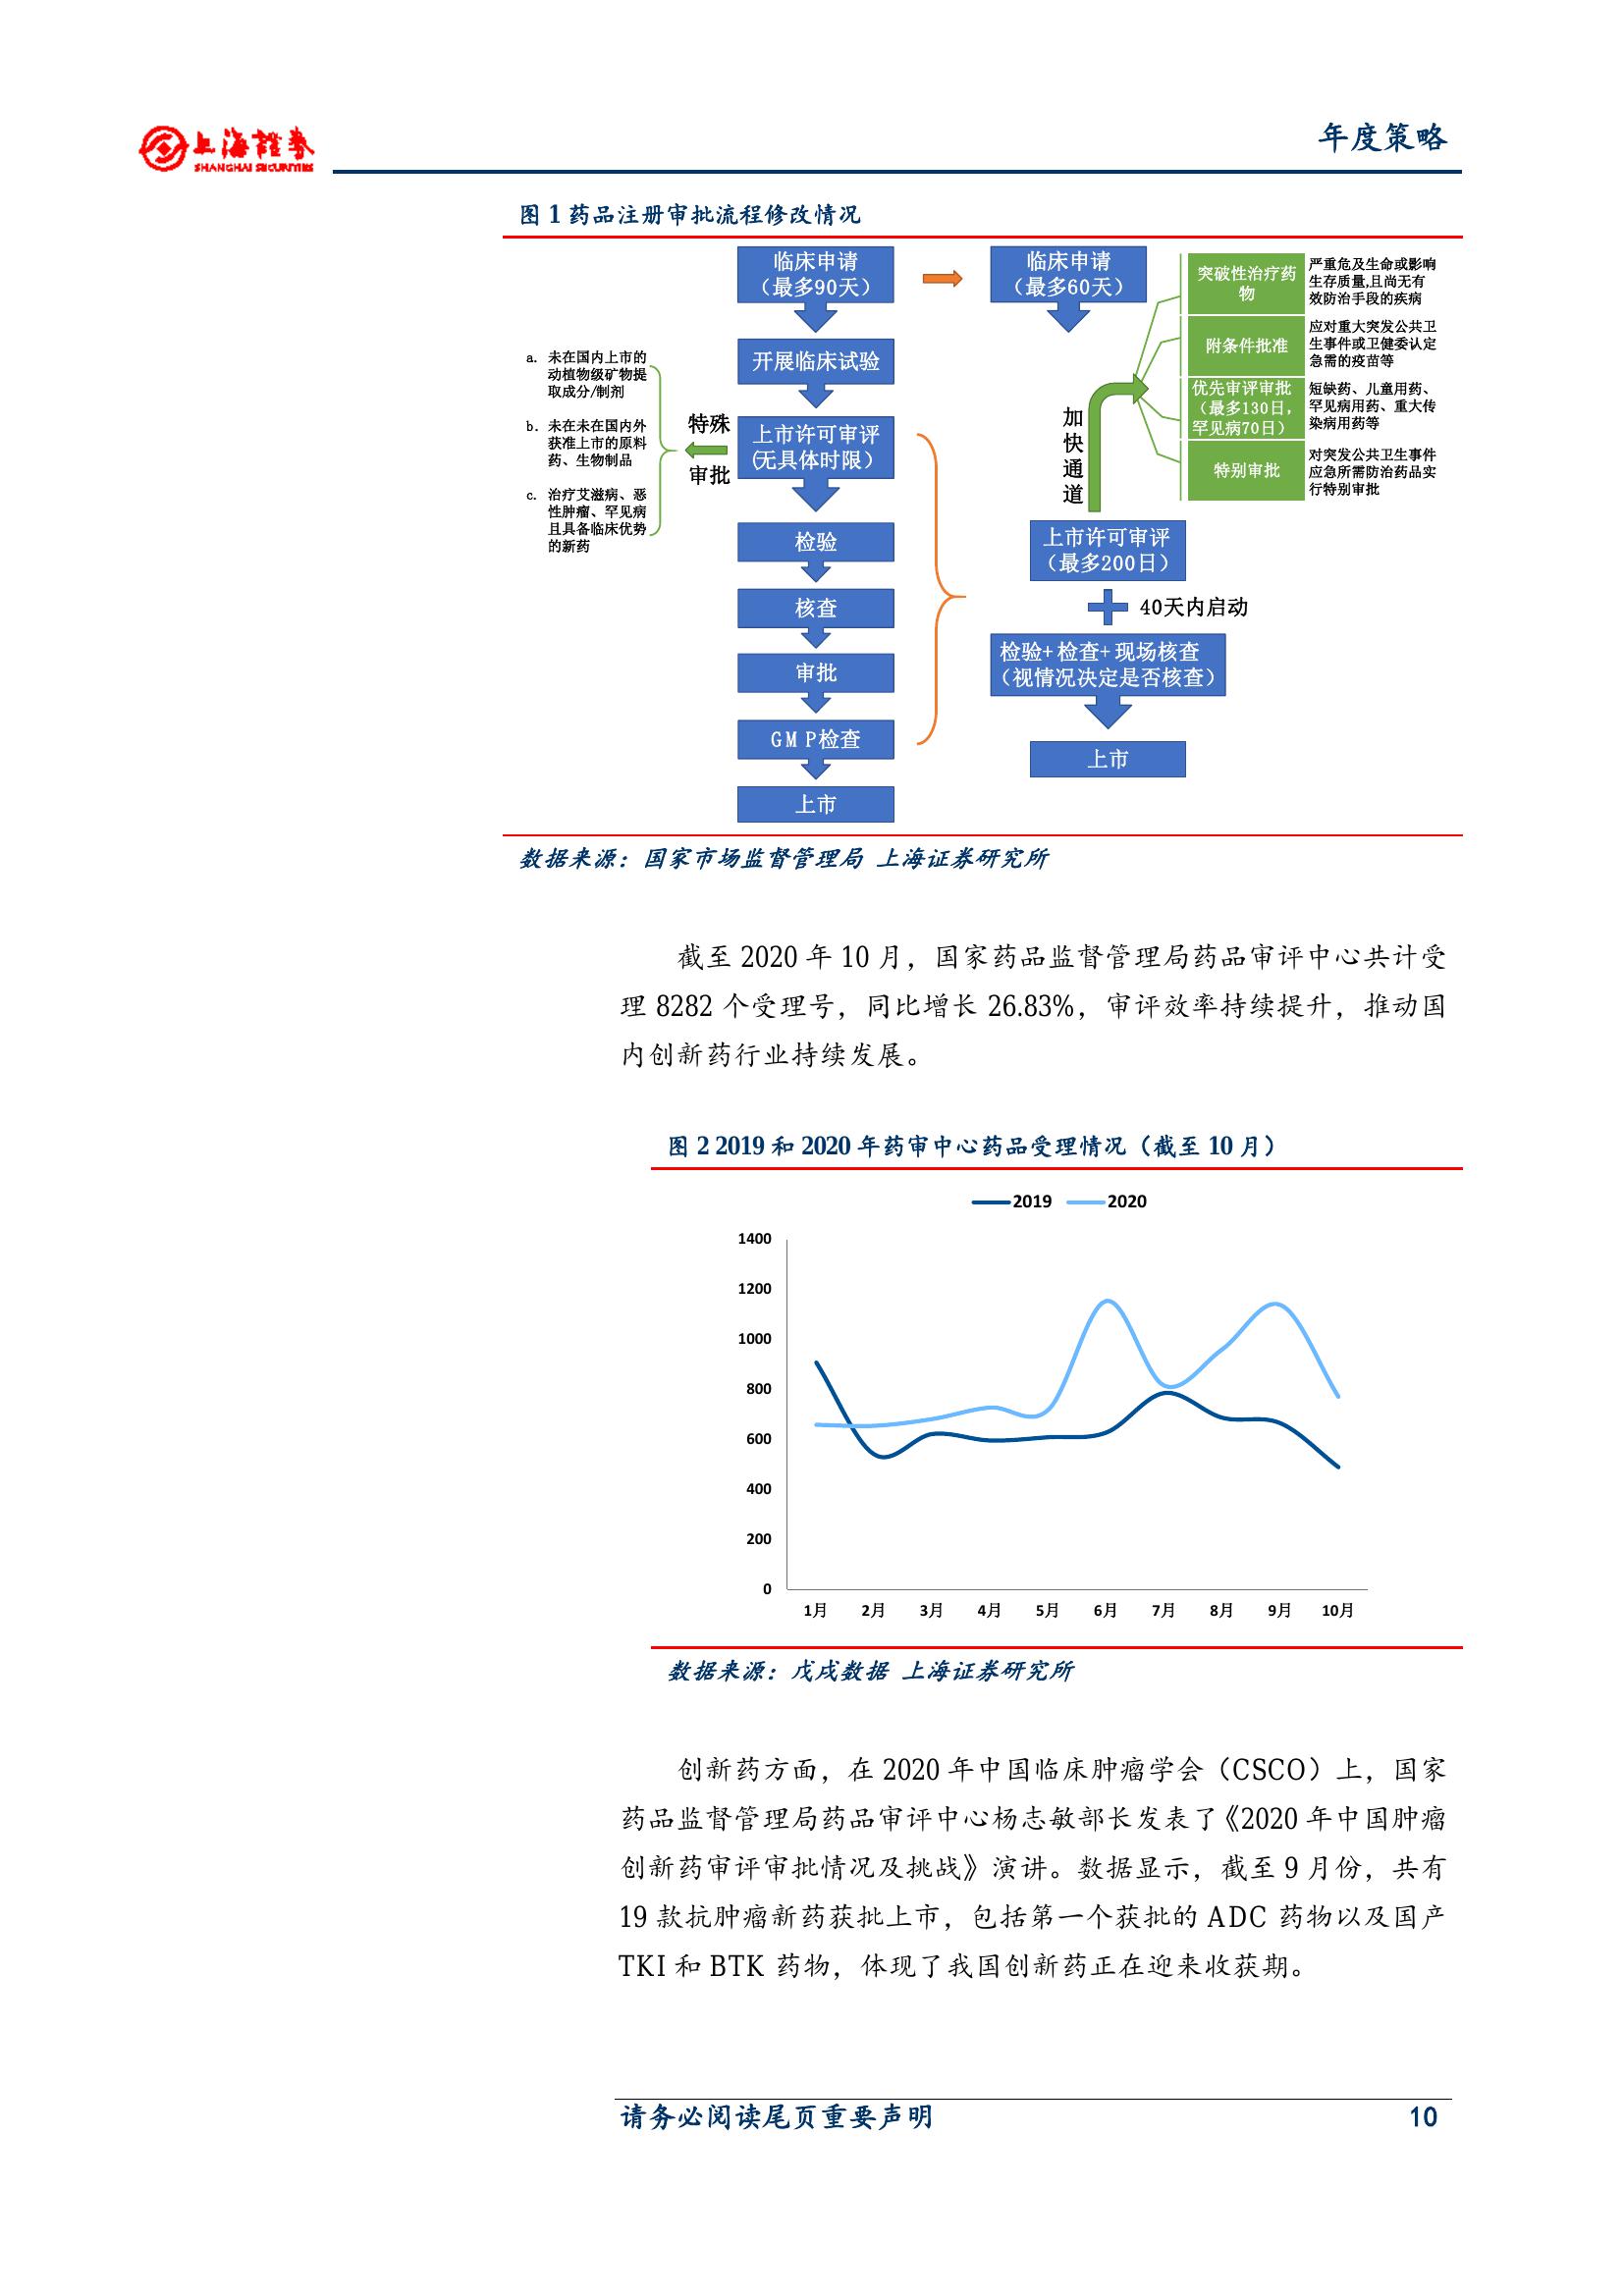 上海證券
SHANGHAI SECURITIES
年度策略
图 1 药品注册审批流程修改情况
临床申请
（最多90天）
开展临床试验
上市许可审评
(无具体时限）
检验
核查
审批
GMP检查
上市
特殊
审批
a. 未在国内上市的
动植物级矿物提
取成分/制剂
b. 未在未在国内外
获准上市的原料
药、生物制品
c. 治疗艾滋病、恶
性肿瘤、罕见病
且具备临床优势
的新药
临床申请
（最多60天）
加
快
通
道
突破性治疗药
物
严重危及生命或影响
生存质量,且尚无有
效防治手段的疾病
附条件批准
应对重大突发公共卫
生事件或卫健委认定
急需的疫苗等
优先审评审批
（最多130日，
罕见病70日）
短缺药、儿童用药、
罕见病用药、重大传
染病用药等
特别审批
对突发公共卫生事件
应急所需防治药品实
行特别审批
上市许可审评
（最多200日）
40天内启动
检验+检查+现场核查
（视情况决定是否核查）
上市
数据来源：国家市场监督管理局 上海证券研究所
截至 2020 年 10 月，国家药品监督管理局药品审评中心共计受
理 8282 个受理号，同比增长 26.83%，审评效率持续提升，推动国
内创新药行业持续发展。
图 2 2019 和 2020 年药审中心药品受理情况（截至 10 月）
2019 2020
1400
1200
1000
800
600
400
200
0
1月 2月 3月 4月 5月 6月 7月 8月 9月 10月
数据来源：戊戌数据 上海证券研究所
创新药方面，在 2020 年中国临床肿瘤学会（CSCO）上，国家
药品监督管理局药品审评中心杨志敏部长发表了《2020 年中国肿瘤
创新药审评审批情况及挑战》演讲。数据显示，截至 9 月份，共有
19 款抗肿瘤新药获批上市，包括第一个获批的 ADC 药物以及国产
TKI 和 BTK 药物，体现了我国创新药正在迎来收获期。
请务必阅读尾页重要声明 10